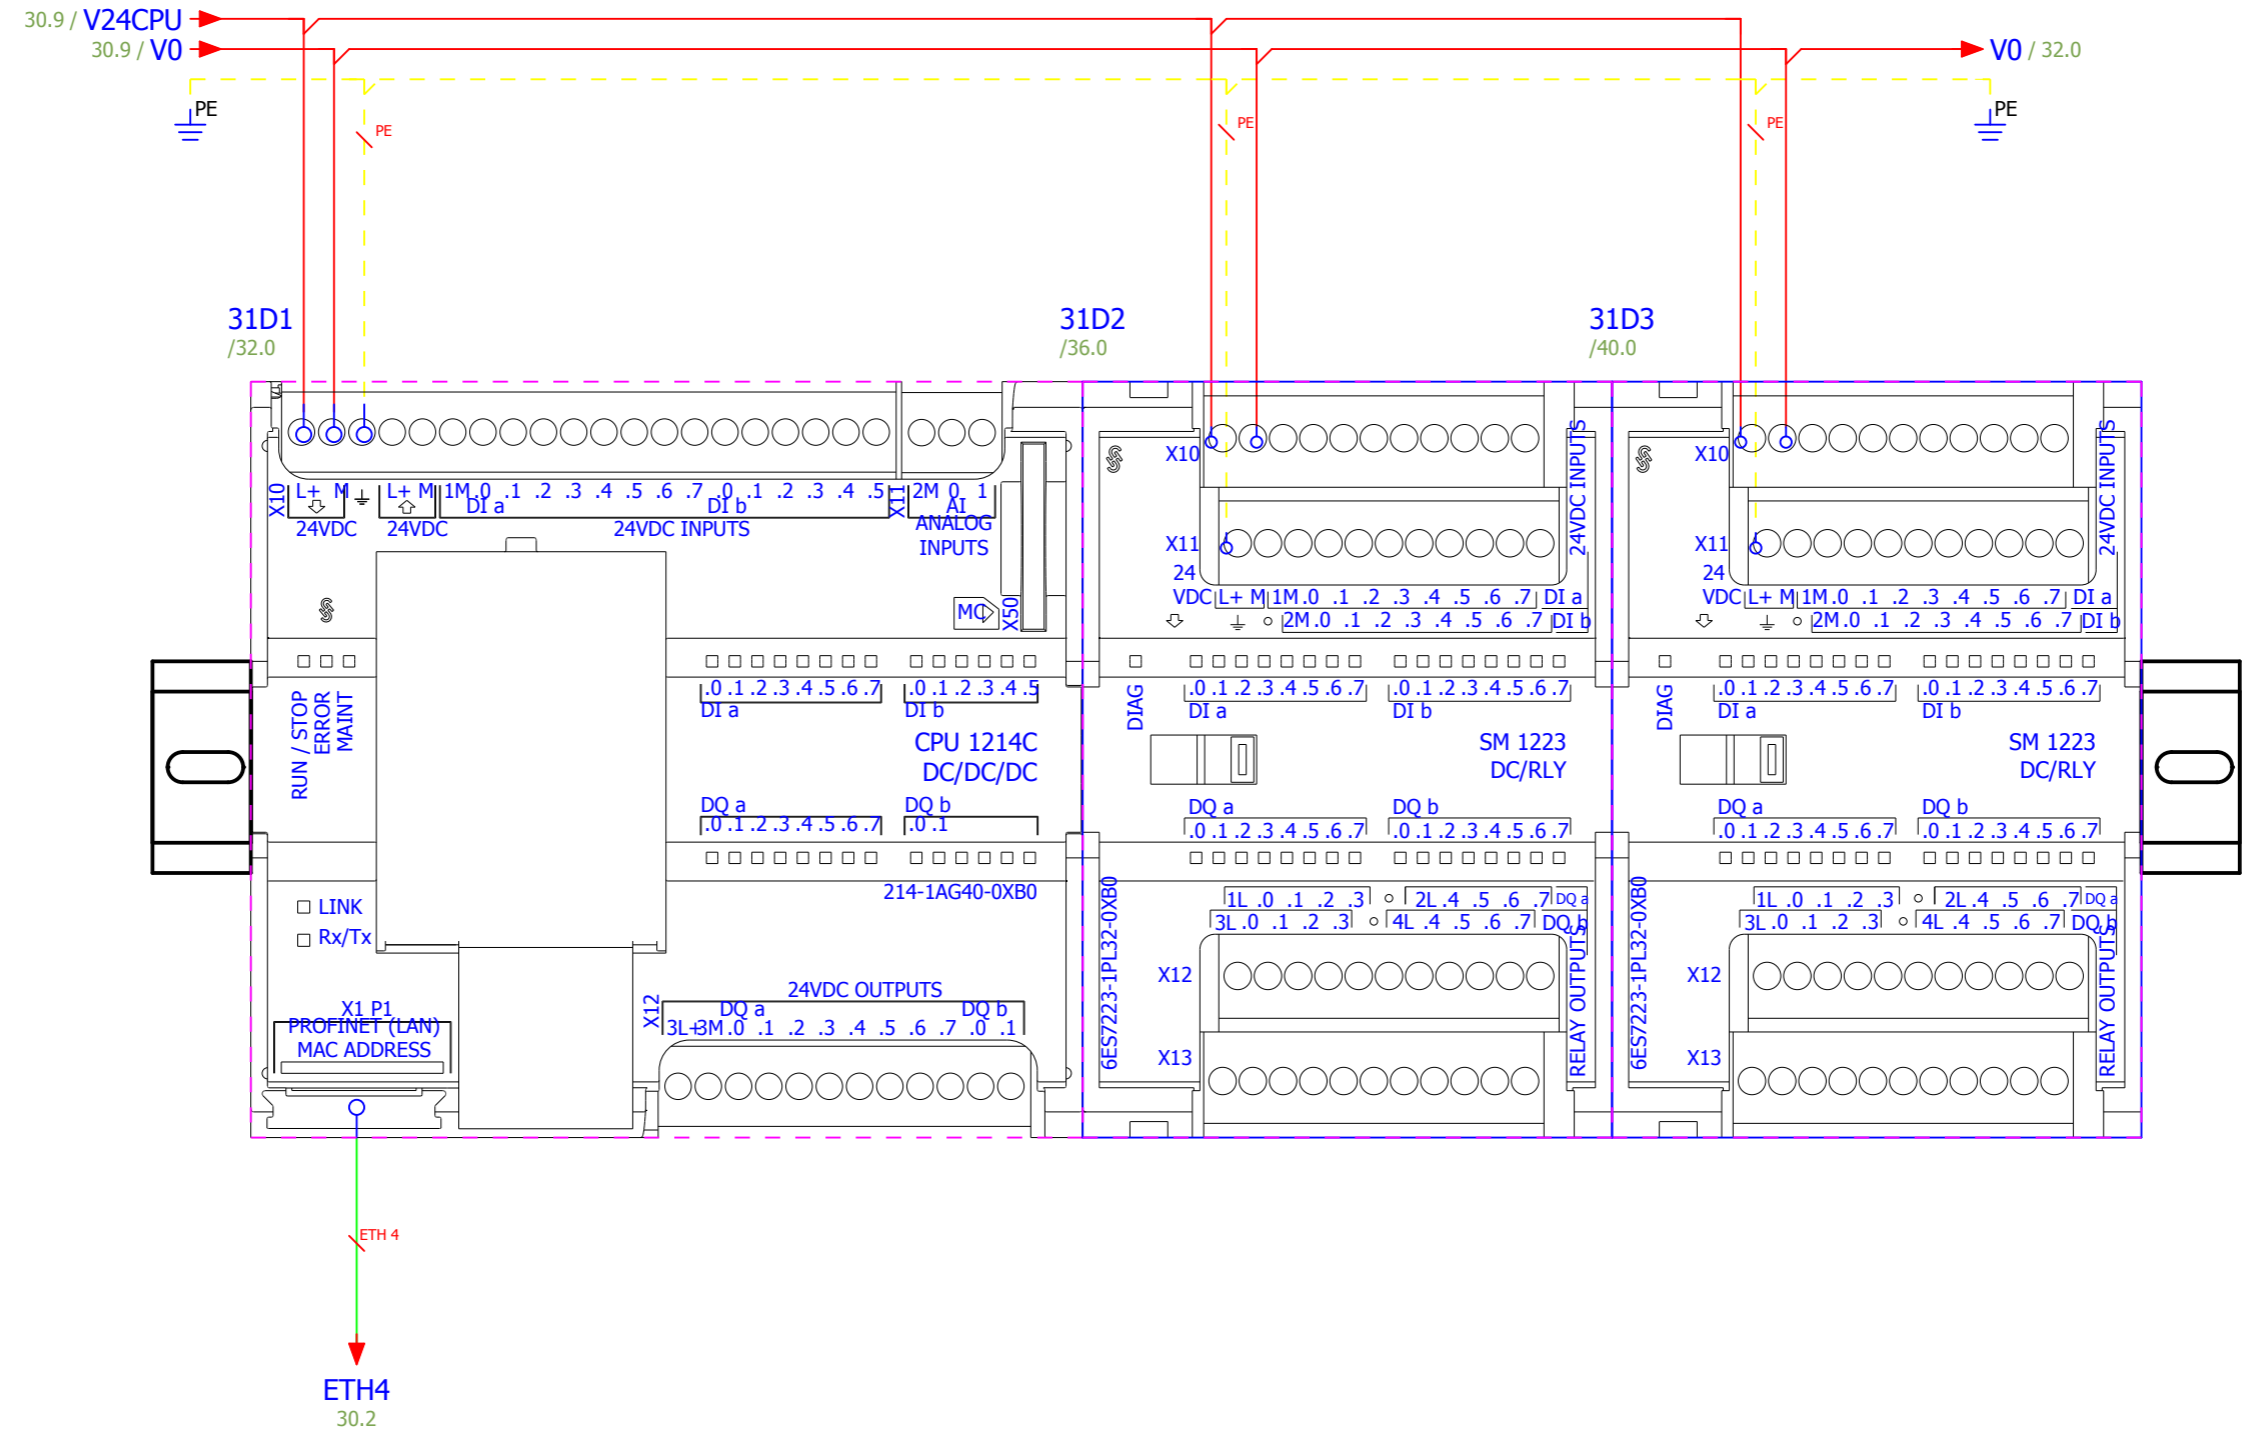 30.9 / V24CPU
30.9 / V0
V0 / 32.0
PE
PE
PE
PE
PE
31D1
/32.0
31D2
/36.0
31D3
/40.0
X10
L+ M
24VDC
L+ M
24VDC
1M .0 .1 .2 .3 .4 .5 .6 .7 .0 .1 .2 .3 .4 .5
DI a
DI b
24VDC INPUTS
X11
2M 0 1
AI
ANALOG
INPUTS
MC
X50
RUN / STOP
ERROR
MAINT
.0 .1 .2 .3 .4 .5 .6 .7
DI a
.0 .1 .2 .3 .4 .5
DI b
CPU 1214C
DC/DC/DC
DQ a
.0 .1 .2 .3 .4 .5 .6 .7
DQ b
.0 .1
214-1AG40-0XB0
LINK
Rx/Tx
X1 P1
PROFINET (LAN)
MAC ADDRESS
X12
24VDC OUTPUTS
DQ a
DQ b
3L+ 3M .0 .1 .2 .3 .4 .5 .6 .7 .0 .1
ETH 4
ETH4
30.2
X10
X11
24VDC INPUTS
24
VDC L+ M 1M .0 .1 .2 .3 .4 .5 .6 .7 DI a
2M .0 .1 .2 .3 .4 .5 .6 .7 DI b
DIAG
.0 .1 .2 .3 .4 .5 .6 .7
DI a
.0 .1 .2 .3 .4 .5 .6 .7
DI b
SM 1223
DC/RLY
DQ a
.0 .1 .2 .3 .4 .5 .6 .7
DQ b
.0 .1 .2 .3 .4 .5 .6 .7
6ES7223-1PL32-0XB0
1L .0 .1 .2 .3 2L .4 .5 .6 .7 DQ a
3L .0 .1 .2 .3 4L .4 .5 .6 .7 DQ b
X12
X13
RELAY OUTPUTS
X10
X11
24VDC INPUTS
24
VDC L+ M 1M .0 .1 .2 .3 .4 .5 .6 .7 DI a
2M .0 .1 .2 .3 .4 .5 .6 .7 DI b
DIAG
.0 .1 .2 .3 .4 .5 .6 .7
DI a
.0 .1 .2 .3 .4 .5 .6 .7
DI b
SM 1223
DC/RLY
DQ a
.0 .1 .2 .3 .4 .5 .6 .7
DQ b
.0 .1 .2 .3 .4 .5 .6 .7
6ES7223-1PL32-0XB0
1L .0 .1 .2 .3 2L .4 .5 .6 .7 DQ a
3L .0 .1 .2 .3 4L .4 .5 .6 .7 DQ b
X12
X13
RELAY OUTPUTS